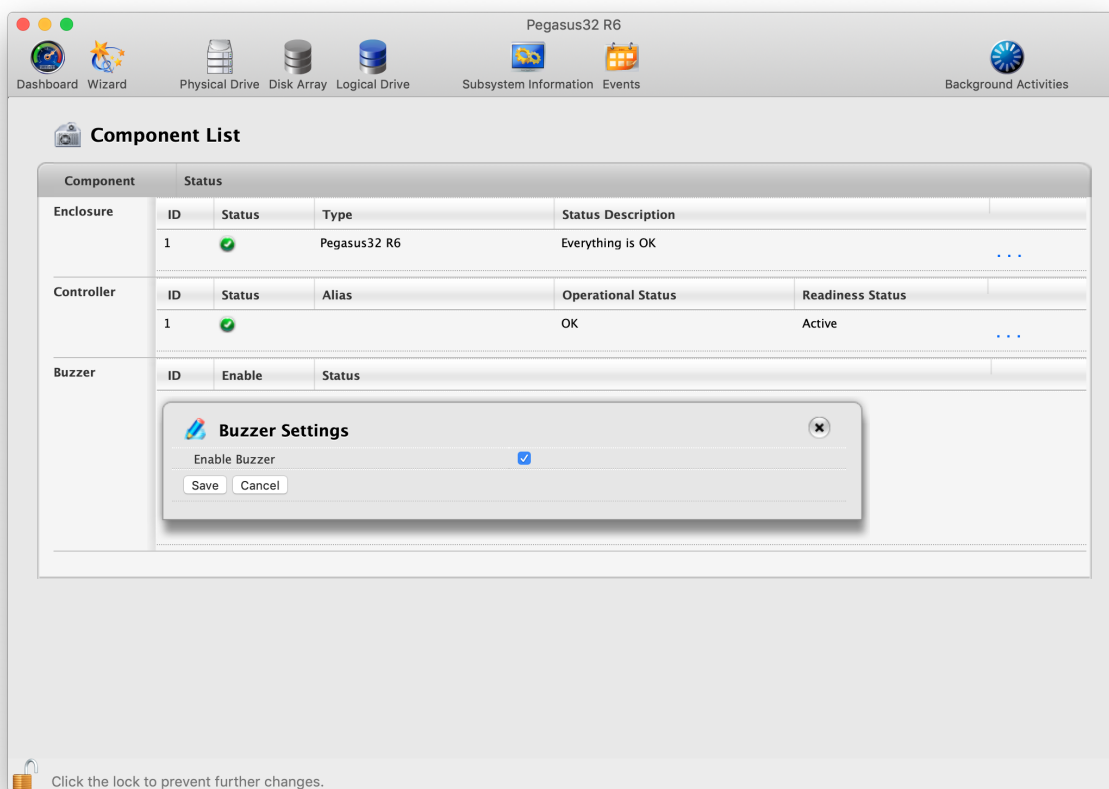 Pegasus32 R6
Dashboard Wizard Physical Drive Disk Array Logical Drive Subsystem Information Events Background Activities
Component List
Component Status
Enclosure ID Status Type Status Description
1 Pegasus32 R6 Everything is OK ...
Controller ID Status Alias Operational Status Readiness Status
1 OK Active ...
Buzzer ID Enable Status
Buzzer Settings
Enable Buzzer
Save Cancel
Click the lock to prevent further changes.